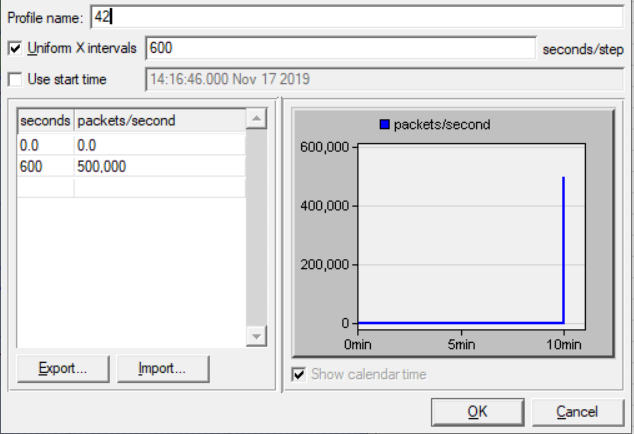 Profile name: 42
Uniform X intervals 600 seconds/step
Use start time 14:16:46.000 Nov 17 2019
seconds packets/second
0.0 0.0
600 500,000
packets/second
600,000
400,000
200,000
0
0min 5min 10min
Export... Import...
Show calendar time
OK Cancel